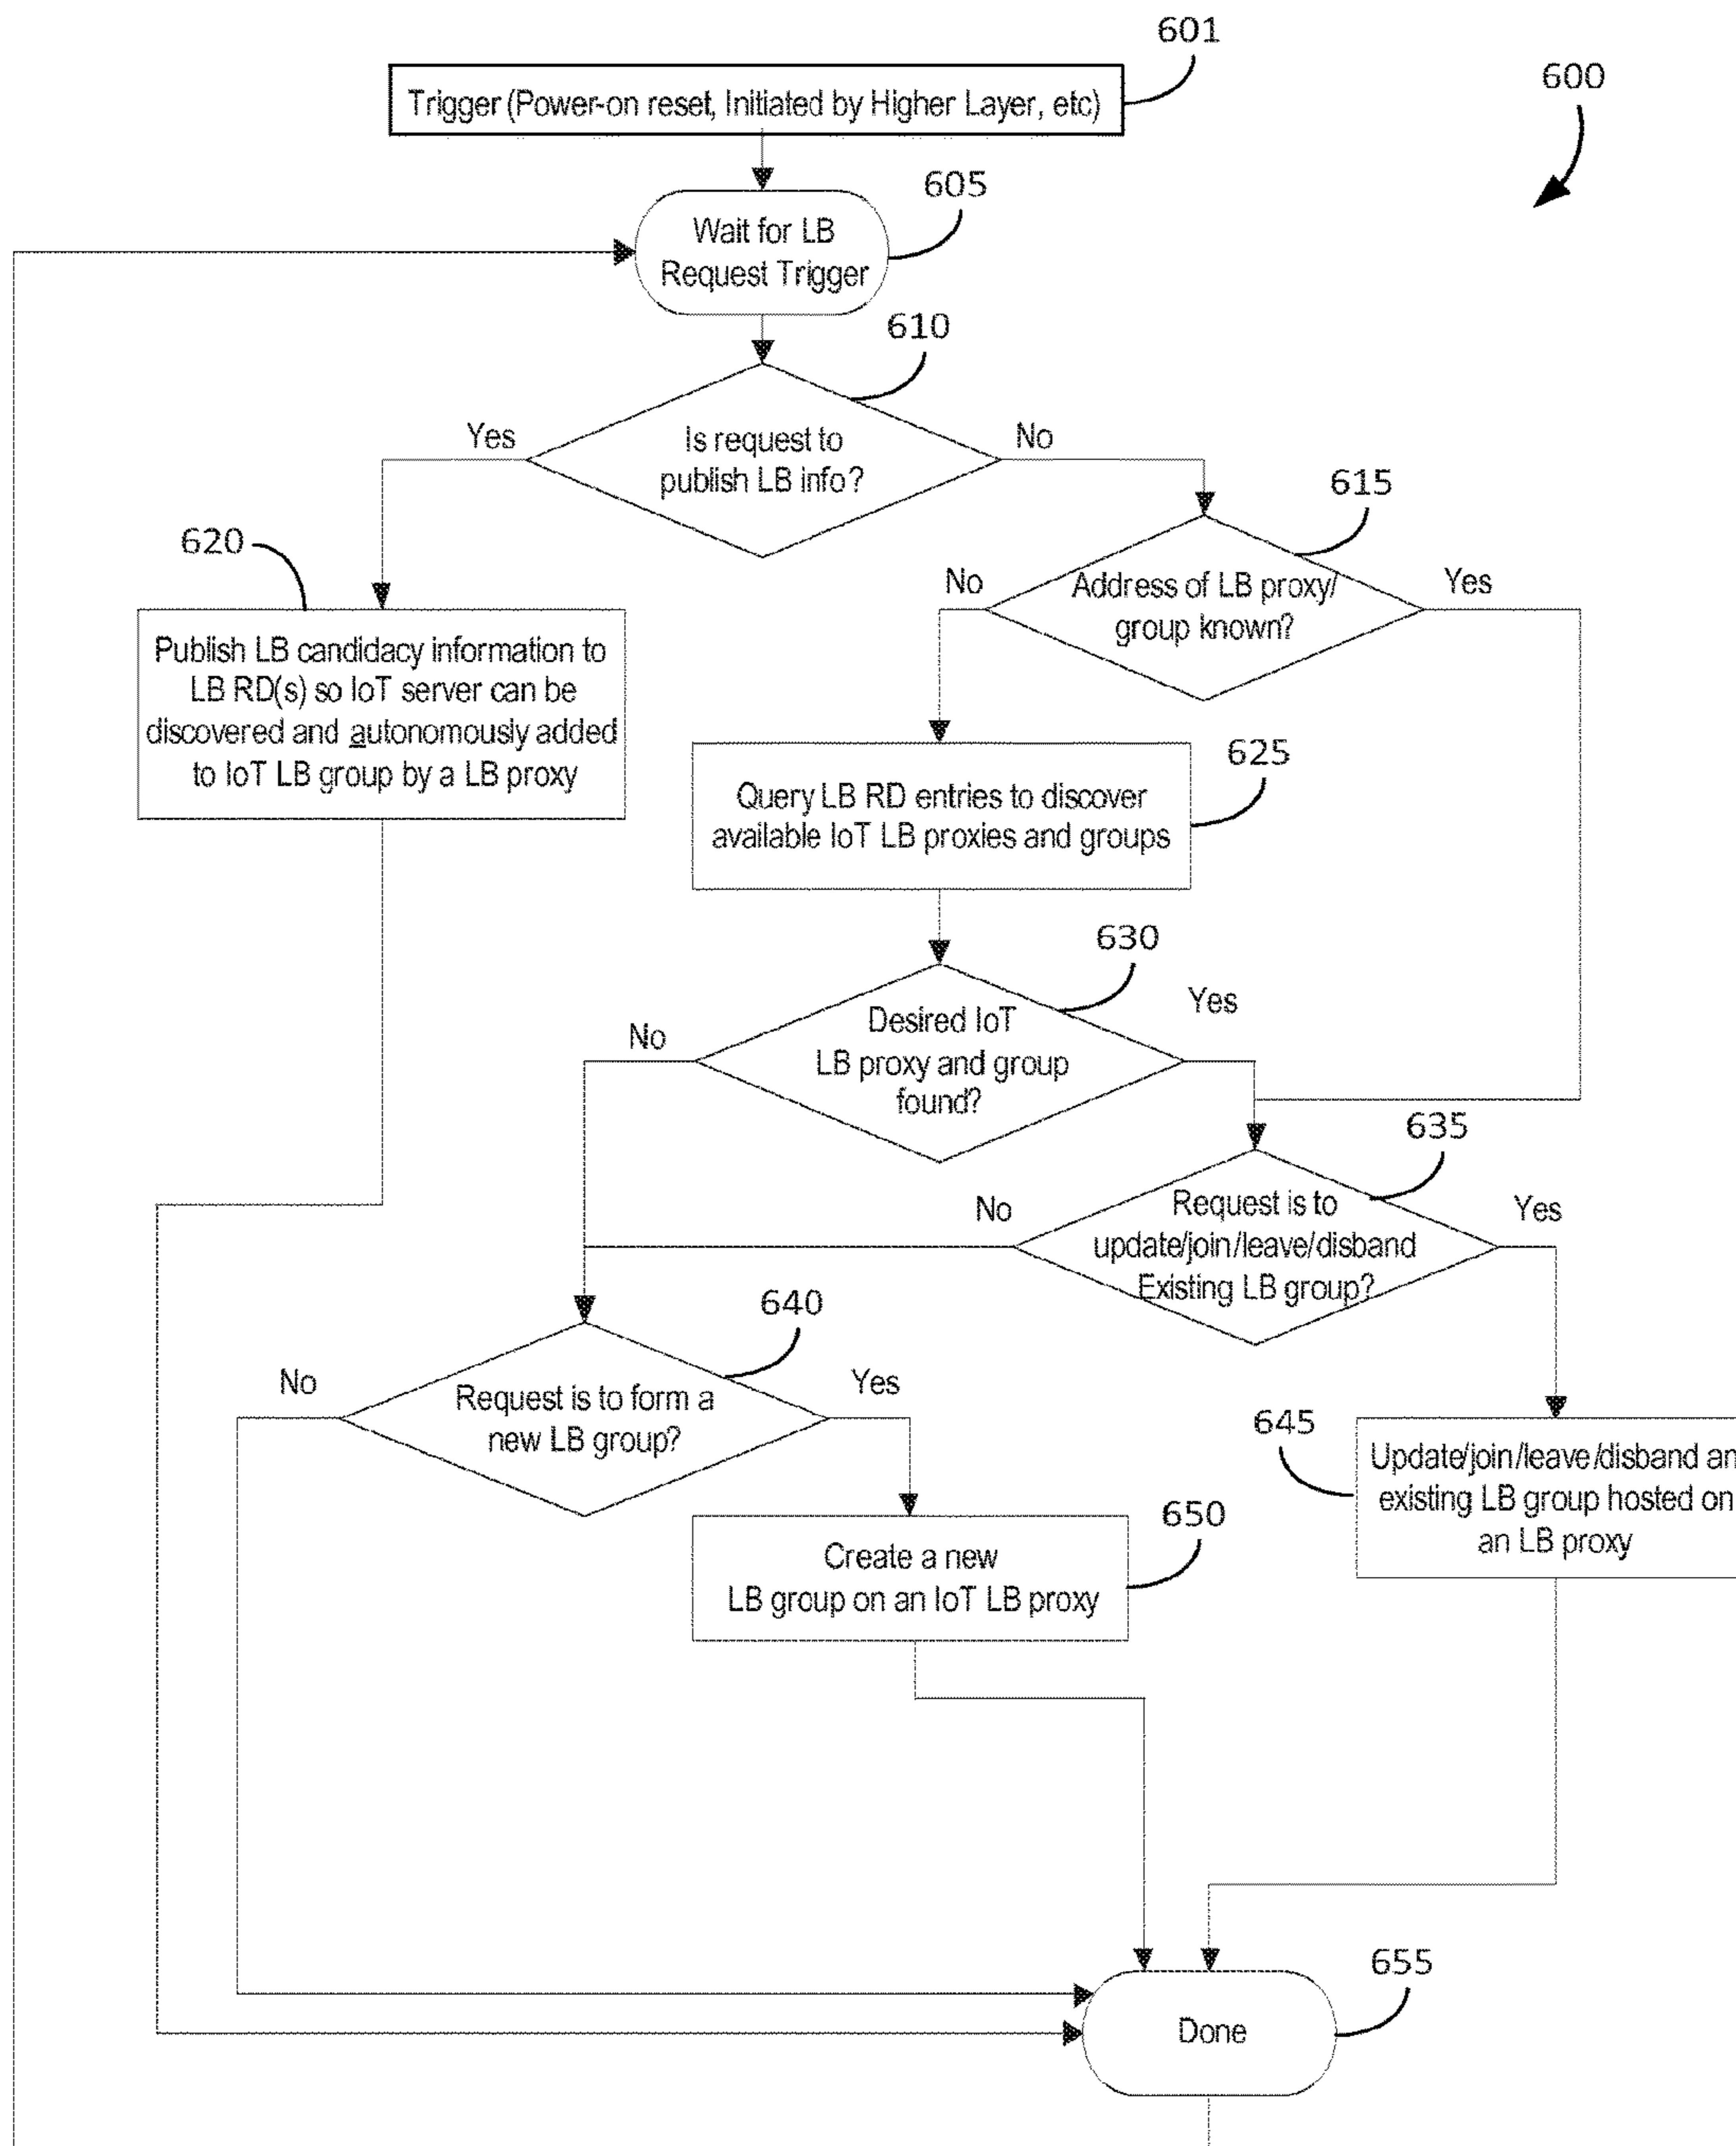 601
600
Trigger (Power-on reset, Initiated by Higher Layer, etc)
605
Wait for LB
Request Trigger
610
Yes
Is request to
publish LB info?
No
615
620
No
Address of LB proxy/
group known?
Yes
Publish LB candidacy information to
LB RD(s) so IoT server can be
discovered and autonomously added
to IoT LB group by a LB proxy
625
Query LB RD entries to discover
available IoT LB proxies and groups
630
No
Desired IoT
LB proxy and group
found?
Yes
635
No
Request is to
update/join/leave/disband
Existing LB group?
Yes
640
No
Request is to form a
new LB group?
Yes
645
Update/join/leave/disband an
existing LB group hosted on
an LB proxy
650
Create a new
LB group on an IoT LB proxy
655
Done